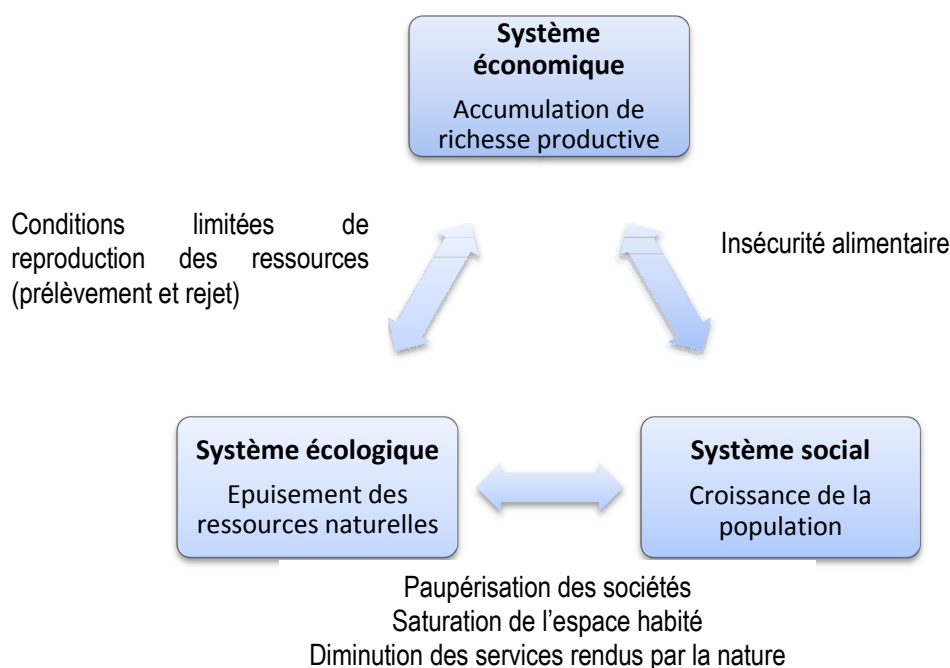 Système
économique
Accumulation de
richesse productive
Conditions limitées de
reproduction des ressources
(prélèvement et rejet)
Insécurité alimentaire
Système écologique
Epuisement des
ressources naturelles
Système social
Croissance de la
population
Paupérisation des sociétés
Saturation de l’espace habité
Diminution des services rendus par la nature